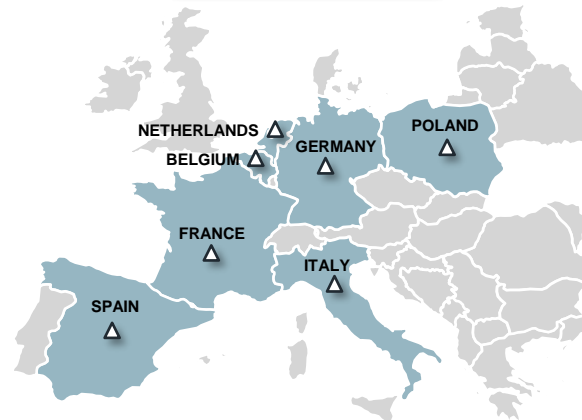 NETHERLANDS
POLAND
GERMANY
BELGIUM
FRANCE
ITALY
SPAIN